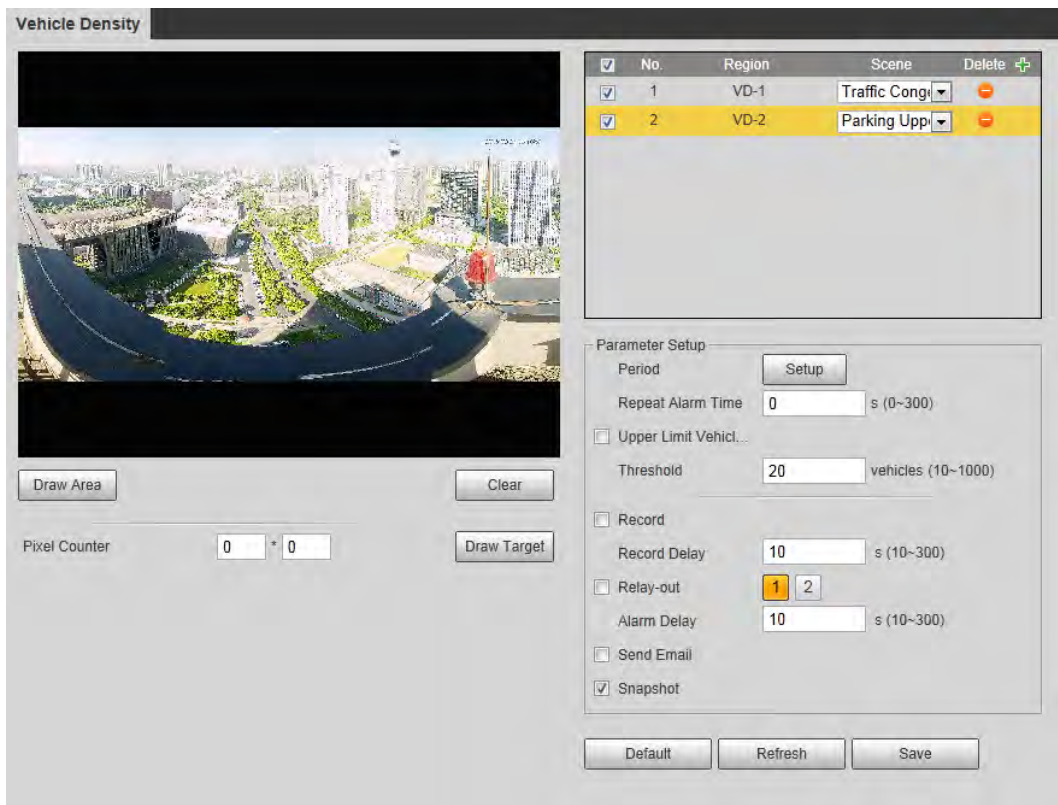 Vehicle Density
No. Region Scene Delete
1 VD-1 Traffic Cong
2 VD-2 Parking Upp
Parameter Setup
Period Setup
Repeat Alarm Time 0 s (0~300)
Upper Limit Vehicl...
Threshold 20 vehicles (10~1000)
Record
Record Delay 10 s (10~300)
Relay-out 1 2
Alarm Delay 10 s (10~300)
Send Email
Snapshot
Default Refresh Save
Draw Area Clear
Pixel Counter 0 * 0 Draw Target